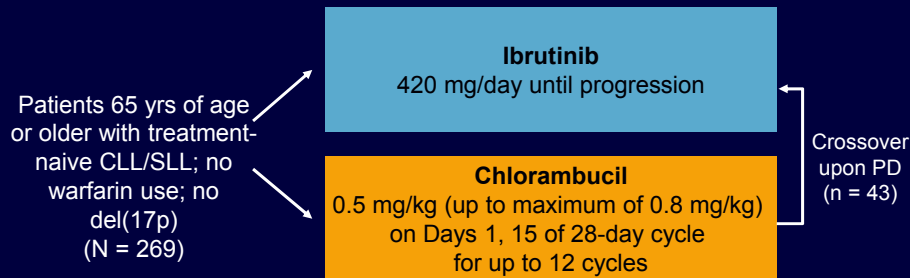 Patients 65 yrs of age
or older with treatment-
naive CLL/SLL; no
warfarin use; no
del(17p)
(N = 269)
Ibrutinib
420 mg/day until progression
Chlorambucil
0.5 mg/kg (up to maximum of 0.8 mg/kg)
on Days 1, 15 of 28-day cycle
for up to 12 cycles
Crossover
upon PD
(n = 43)